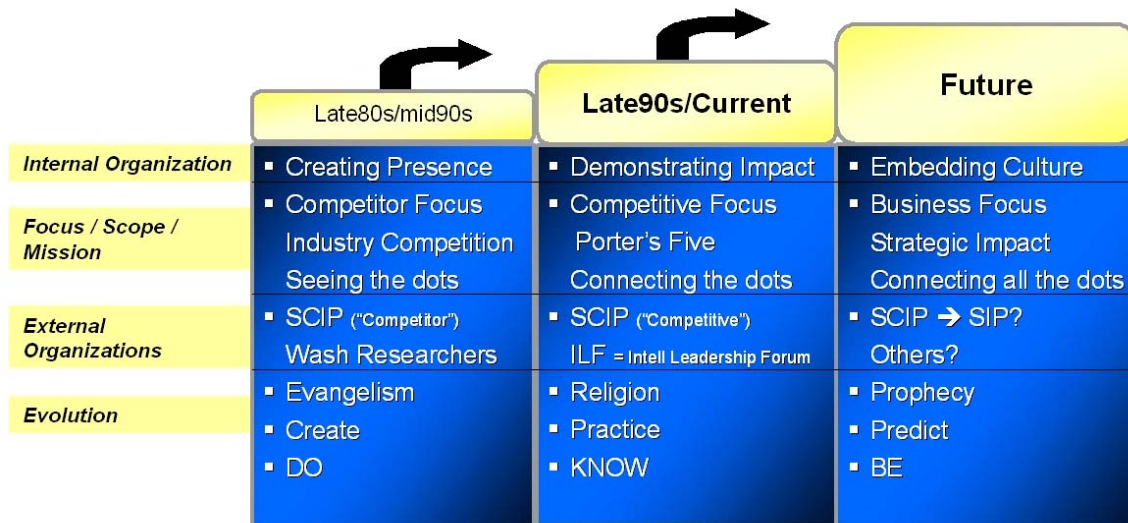 Late80s/mid90s
Late90s/Current
Future
Internal Organization
▪ Creating Presence
▪ Demonstrating Impact
▪ Embedding Culture
Focus / Scope /
Mission
▪ Competitor Focus
Industry Competition
Seeing the dots
▪ Competitive Focus
Porter's Five
Connecting the dots
▪ Business Focus
Strategic Impact
Connecting all the dots
External
Organizations
▪ SCIP ("Competitor")
Wash Researchers
▪ SCIP ("Competitive")
ILF = Intell Leadership Forum
▪ SCIP ➔ SIP?
Others?
Evolution
▪ Evangelism
▪ Create
▪ DO
▪ Religion
▪ Practice
▪ KNOW
▪ Prophecy
▪ Predict
▪ BE